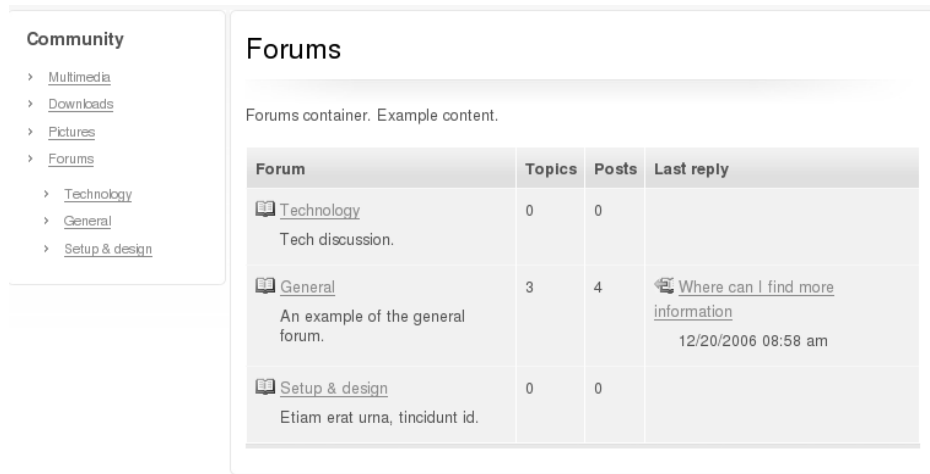 Community
Multimedia
Downloads
Pictures
Forums
Technology
General
Setup & design
Forums
Forums container. Example content.
Forum Topics Posts Last reply
Technology 0 0
Tech discussion.
General 3 4 Where can I find more
information
An example of the general
forum.
12/20/2006 08:58 am
Setup & design 0 0
Etiam erat urna, tincidunt id.